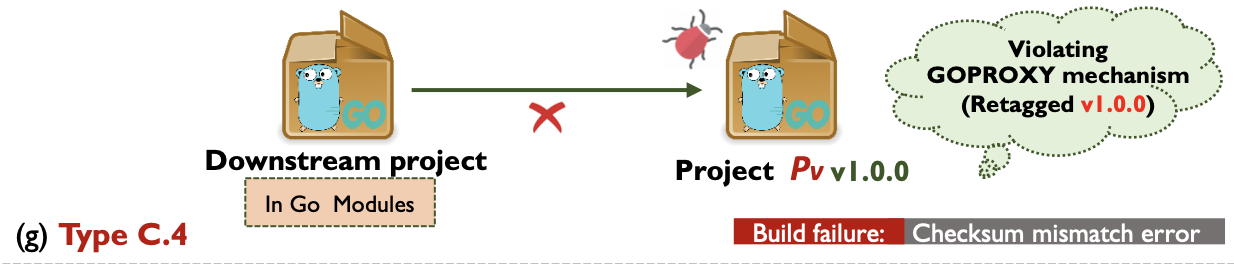 GO
GO
Violating
GOPROXY mechanism
(Retagged v1.0.0)
Downstream project
Project Pv v1.0.0
In Go Modules
(g) Type C.4
Build failure: Checksum mismatch error